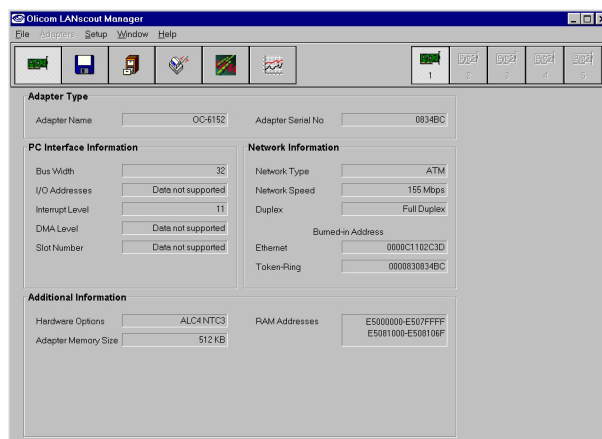 Olicom LANscout Manager
File Adapters Setup Window Help
1 2 3 4 5
Adapter Type
Adapter Name OC-6152 Adapter Serial No 0834BC
PC Interface Information Network Information
Bus Width 32 Network Type ATM
I/O Addresses Data not supported Network Speed 155 Mbps
Interrupt Level 11 Duplex Full Duplex
DMA Level Data not supported Burned-in Address
Slot Number Data not supported Ethernet 0000C1102C3D
Token-Ring 0000830834BC
Additional Information
Hardware Options ALC4 NTC3 RAM Addresses E5000000-E507FFFF
Adapter Memory Size 512 KB E5081000-E508106F